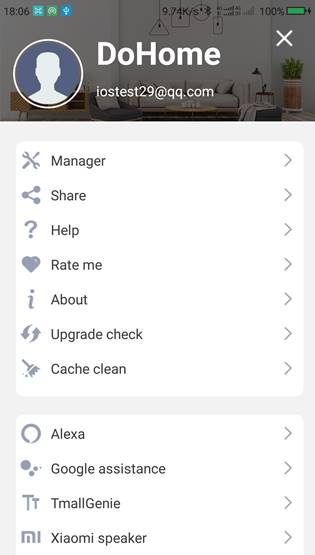 18:06 9.74K/s 100%
DoHome
iostest29@qq.com
Manager
Share
Help
Rate me
About
Upgrade check
Cache clean
Alexa
Google assistance
TmallGenie
Xiaomi speaker